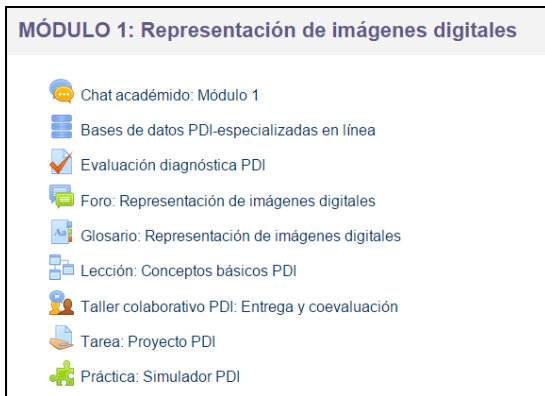 MÓDULO 1: Representación de imágenes digitales
Chat académido: Módulo 1
Bases de datos PDI-especializadas en línea
Evaluación diagnóstica PDI
Foro: Representación de imágenes digitales
Aa
Glosario: Representación de imágenes digitales
Lección: Conceptos básicos PDI
Taller colaborativo PDI: Entrega y coevaluación
Tarea: Proyecto PDI
Práctica: Simulador PDI